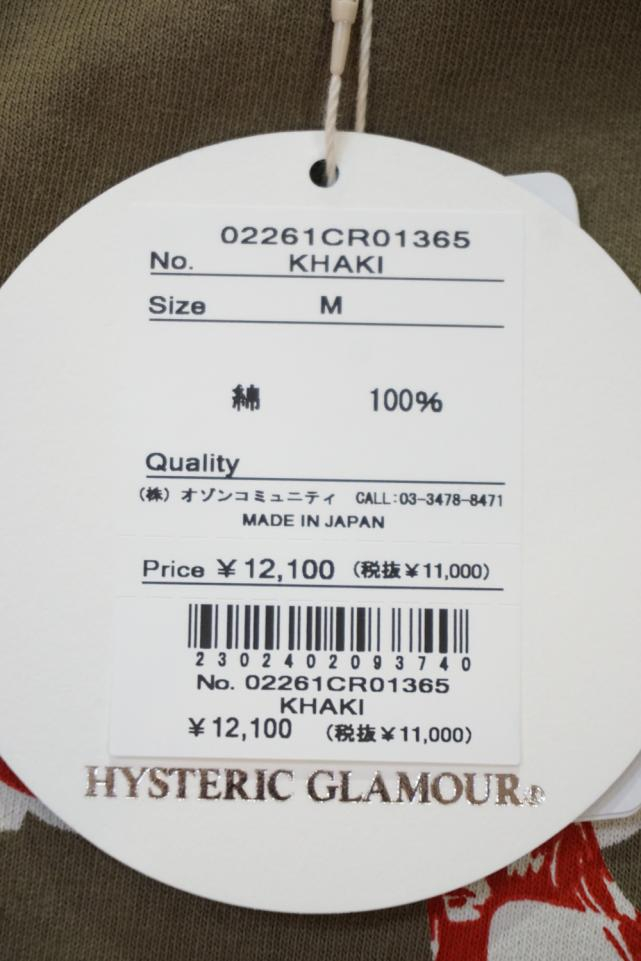 02261CR01365
No. KHAKI
Size M
綿 100%
Quality
(株) オゾンコミュニティ CALL:03-3478-8471
MADE IN JAPAN
Price ¥12,100 (税抜¥11,000)
2302402093740
No. 02261CR01365
KHAKI
¥12,100 (税抜¥11,000)
HYSTERIC GLAMOUR®